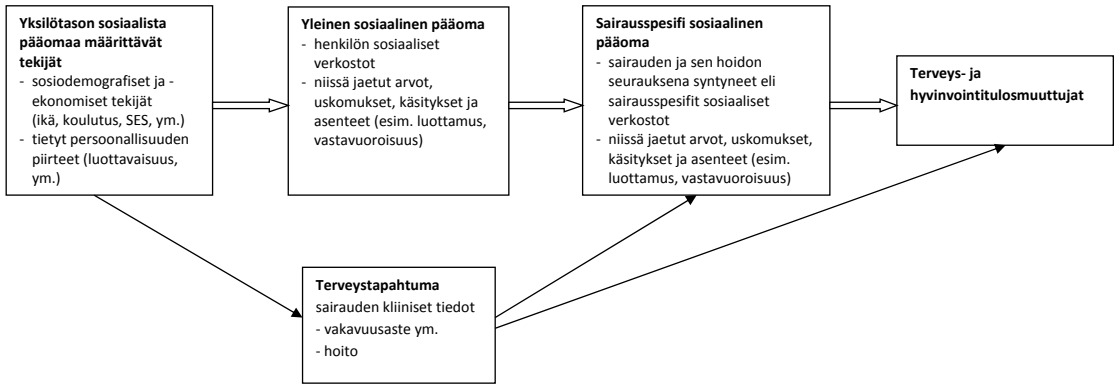 Yksilötason sosiaalista
pääomaa määrittävät
tekijät
- sosiodemografiset ja -
ekonomiset tekijät
(ikä, koulutus, SES, ym.)
- tietyt persoonallisuuden
piirteet (luottavaisuus,
ym.)
Yleinen sosiaalinen pääoma
- henkilön sosiaaliset
verkostot
- niissä jaetut arvot,
uskomukset, käsitykset ja
asenteet (esim. luottamus,
vastavuoroisuus)
Sairausspesifi sosiaalinen
pääoma
- sairauden ja sen hoidon
seurauksena syntyneet eli
sairausspesifit sosiaaliset
verkostot
- niissä jaetut arvot, uskomukset,
käsitykset ja asenteet (esim.
luottamus, vastavuoroisuus)
Terveys- ja
hyvinvointitulosmuuttujat
Terveystapahtuma
sairauden kliiniset tiedot
- vakavuusaste ym.
- hoito